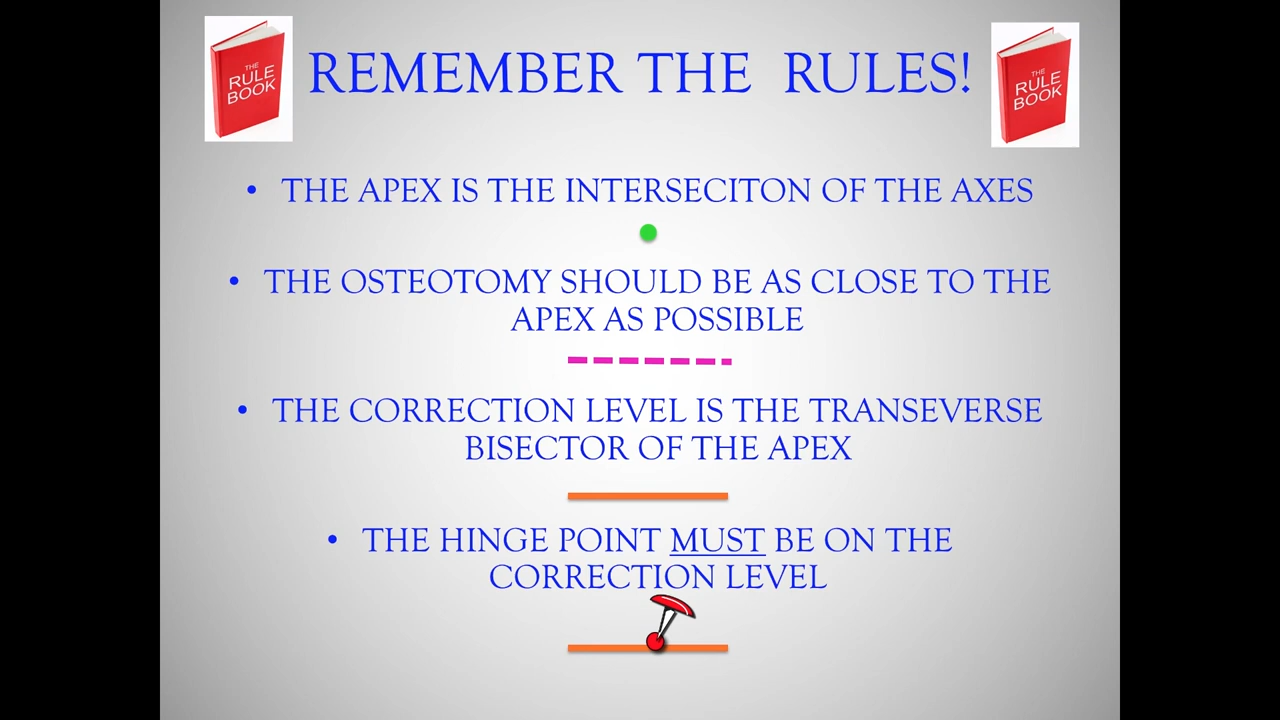 THE
RULE
BOOK
REMEMBER THE RULES!
THE
RULE
BOOK
• THE APEX IS THE INTERSECITON OF THE AXES
• THE OSTEOTOMY SHOULD BE AS CLOSE TO THE
APEX AS POSSIBLE
• THE CORRECTION LEVEL IS THE TRANSEVERSE
BISECTOR OF THE APEX
• THE HINGE POINT MUST BE ON THE
CORRECTION LEVEL